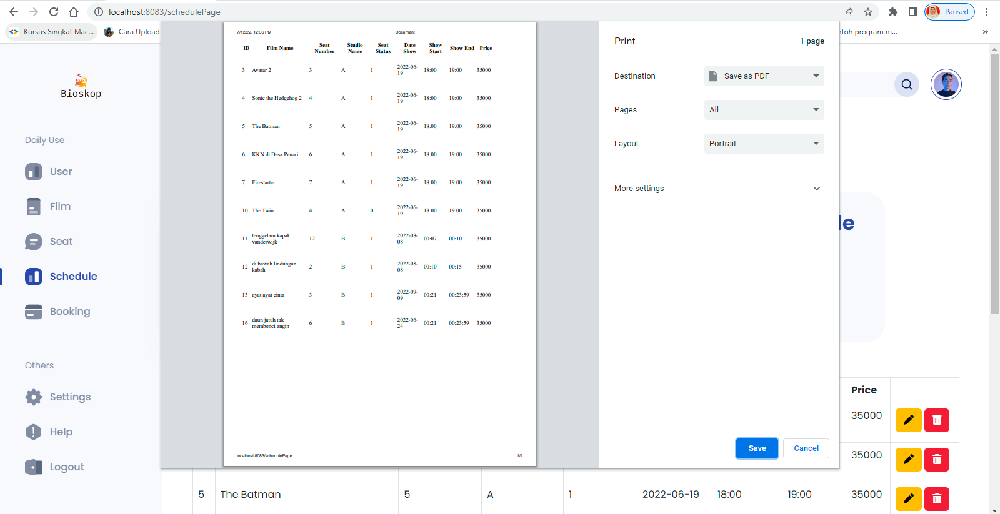 localhost:8083/schedulePage
Paused
Kursus Singkat Mac...
Cara Upload
ntoh program m...
»
Bioskop
Daily Use
User
Film
Seat
Schedule
Booking
Others
Settings
Help
Logout
7/12/22, 12:36 PM Document
ID Film Name Seat Number Studio Name Seat Status Date Show Show Start Show End Price
3 Avatar 2 3 A 1 2022-06-19 18:00 19:00 35000
4 Sonic the Hedgehog 2 4 A 1 2022-06-19 18:00 19:00 35000
5 The Batman 5 A 1 2022-06-19 18:00 19:00 35000
6 KKN di Desa Penari 6 A 1 2022-06-19 18:00 19:00 35000
7 Firestarter 7 A 1 2022-06-19 18:00 19:00 35000
10 The Twin 4 A 0 2022-06-19 18:00 19:00 35000
11 tenggelam kapak vanderwijk 12 B 1 2022-08-08 00:07 00:10 35000
12 di bawah lindungan kabah 2 B 1 2022-08-08 00:10 00:15 35000
13 ayat ayat cinta 3 B 1 2022-09-09 00:21 00:23:59 35000
16 daun jatuh tak membenci angin 6 B 1 2022-06-24 00:21 00:23:59 35000
localhost:8083/schedulePage 1/1
Print 1 page
Destination Save as PDF
Pages All
Layout Portrait
More settings
Save Cancel
le
Price
35000
35000
5 The Batman 5 A 1 2022-06-19 18:00 19:00 35000